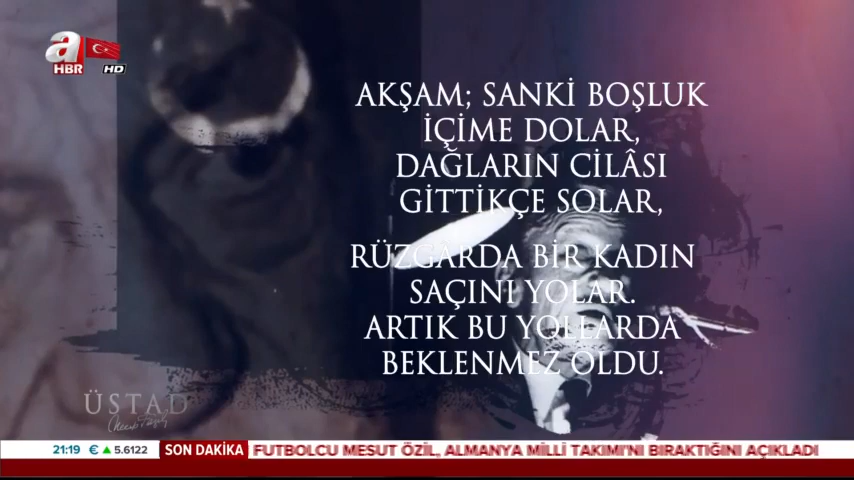 a
HBR
HD
AKŞAM; SANKİ BOŞLUK
İÇİME DOLAR,
DAĞLARIN CİLÂSI
GİTTİKÇE SOLAR,
RÜZGÂRDA BİR KADIN
SAÇINI YOLAR.
ARTIK BU YOLLARDA
BEKLENMEZ OLDU.
ÜSTAD
21:19 € ▲ 5.6122 SON DAKİKA FUTBOLCU MESUT ÖZİL, ALMANYA MİLLİ TAKIMI'NI BIRAKTIĞINI AÇIKLADI